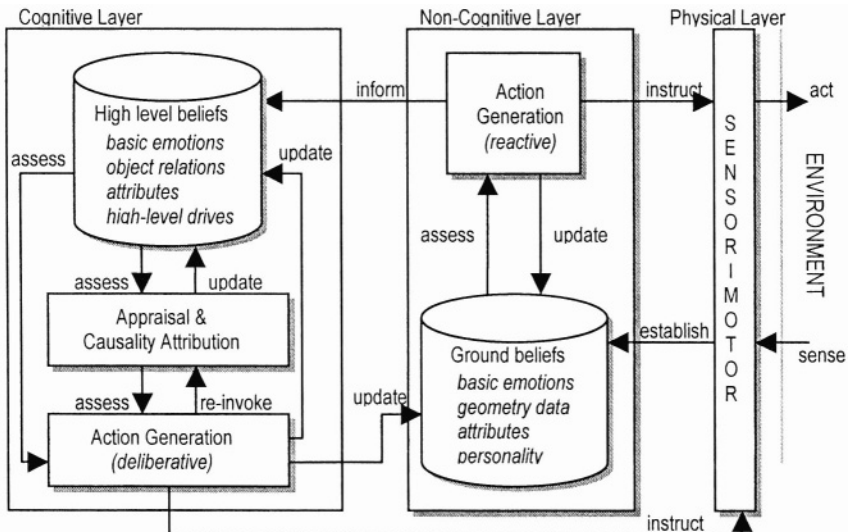 Cognitive Layer
Non-Cognitive Layer
Physical Layer
High level beliefs
basic emotions
object relations
attributes
high-level drives
assess
update
assess
update
Appraisal &
Causality Attribution
assess
re-invoke
Action Generation
(deliberative)
inform
Action
Generation
(reactive)
instruct
assess
update
Ground beliefs
basic emotions
geometry data
attributes
personality
update
establish
SENSORIMOTOR
act
ENVIRONMENT
sense
instruct